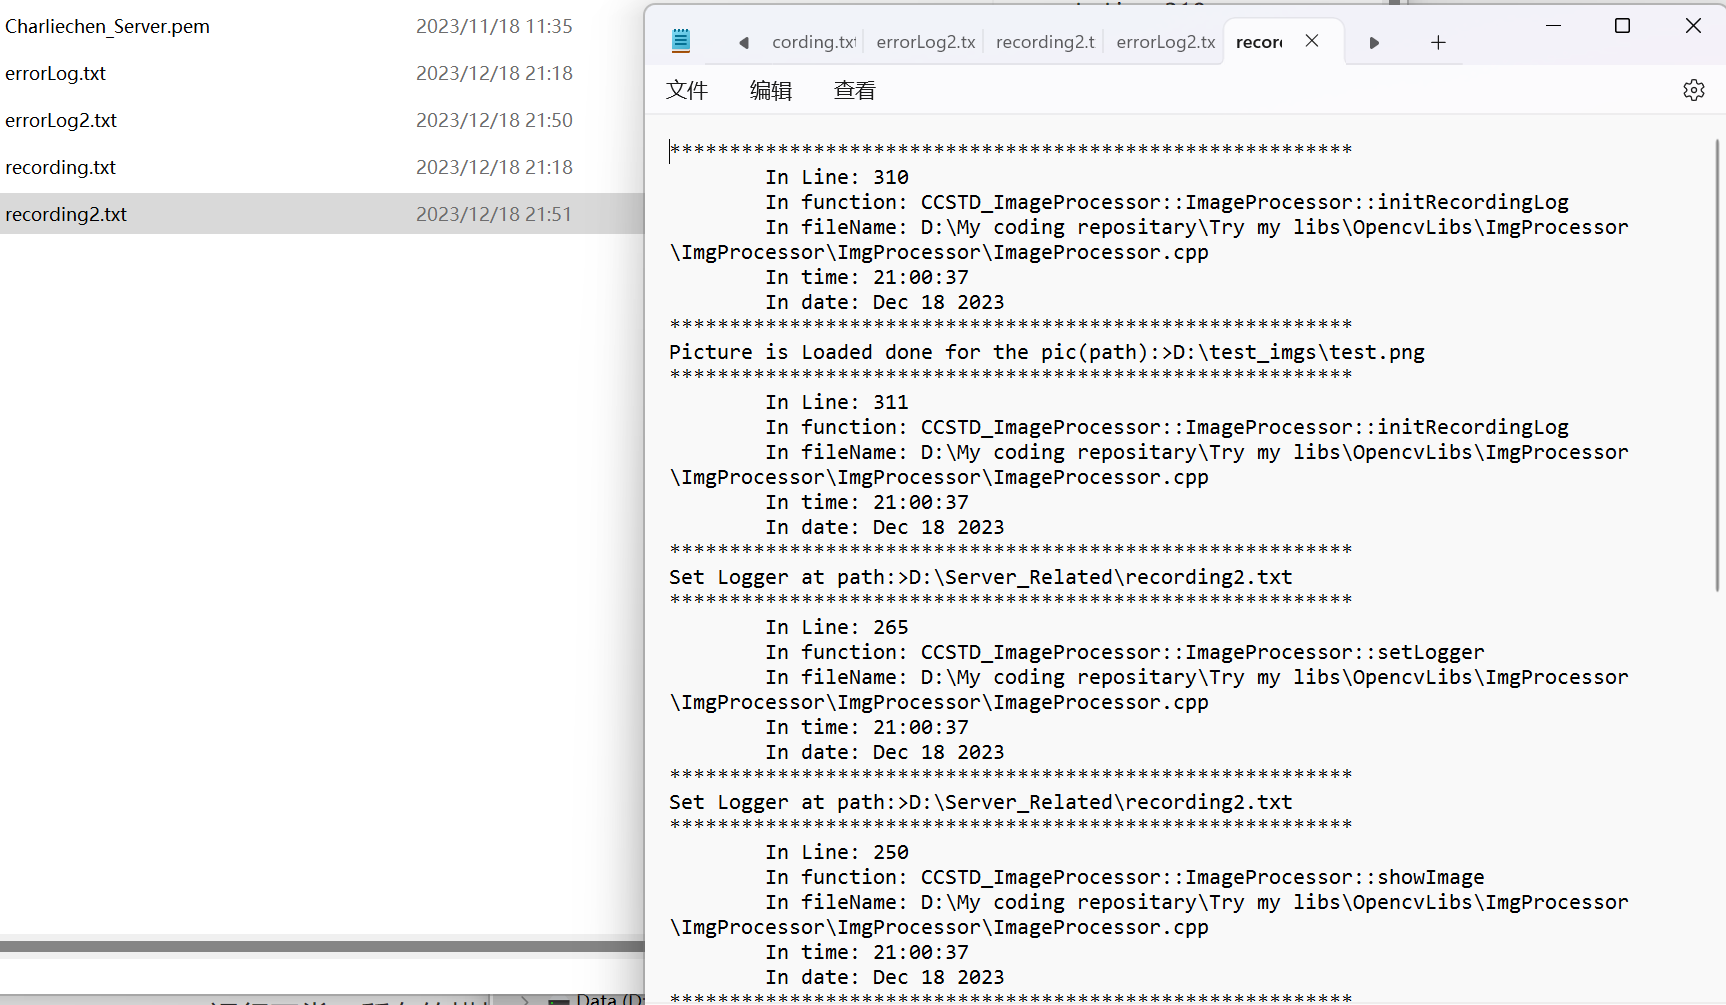 Charliechen_Server.pem 2023/11/18 11:35
errorLog.txt 2023/12/18 21:18
errorLog2.txt 2023/12/18 21:50
recording.txt 2023/12/18 21:18
recording2.txt 2023/12/18 21:51
cording.txt errorLog2.tx recording2.t errorLog2.tx recor
文件 编辑 查看
*********************************************************
In Line: 310
In function: CCSTD_ImageProcessor::ImageProcessor::initRecordingLog
In fileName: D:\My coding repositary\Try my libs\OpencvLibs\ImgProcessor
\ImgProcessor\ImgProcessor\ImageProcessor.cpp
In time: 21:00:37
In date: Dec 18 2023
*********************************************************
Picture is Loaded done for the pic(path):>D:\test_imgs\test.png
*********************************************************
In Line: 311
In function: CCSTD_ImageProcessor::ImageProcessor::initRecordingLog
In fileName: D:\My coding repositary\Try my libs\OpencvLibs\ImgProcessor
\ImgProcessor\ImgProcessor\ImageProcessor.cpp
In time: 21:00:37
In date: Dec 18 2023
*********************************************************
Set Logger at path:>D:\Server_Related\recording2.txt
*********************************************************
In Line: 265
In function: CCSTD_ImageProcessor::ImageProcessor::setLogger
In fileName: D:\My coding repositary\Try my libs\OpencvLibs\ImgProcessor
\ImgProcessor\ImgProcessor\ImageProcessor.cpp
In time: 21:00:37
In date: Dec 18 2023
*********************************************************
Set Logger at path:>D:\Server_Related\recording2.txt
*********************************************************
In Line: 250
In function: CCSTD_ImageProcessor::ImageProcessor::showImage
In fileName: D:\My coding repositary\Try my libs\OpencvLibs\ImgProcessor
\ImgProcessor\ImgProcessor\ImageProcessor.cpp
In time: 21:00:37
In date: Dec 18 2023
*********************************************************
Data (D